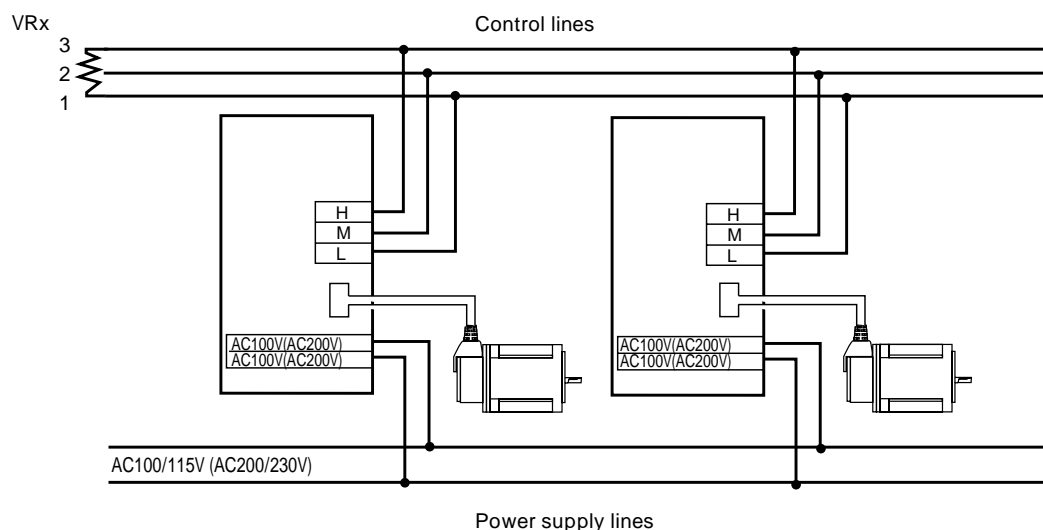 VRx
Control lines
3
2
1
H
M
L
H
M
L
AC100V(AC200V)
AC100V(AC200V)
AC100V(AC200V)
AC100V(AC200V)
AC100/115V (AC200/230V)
Power supply lines